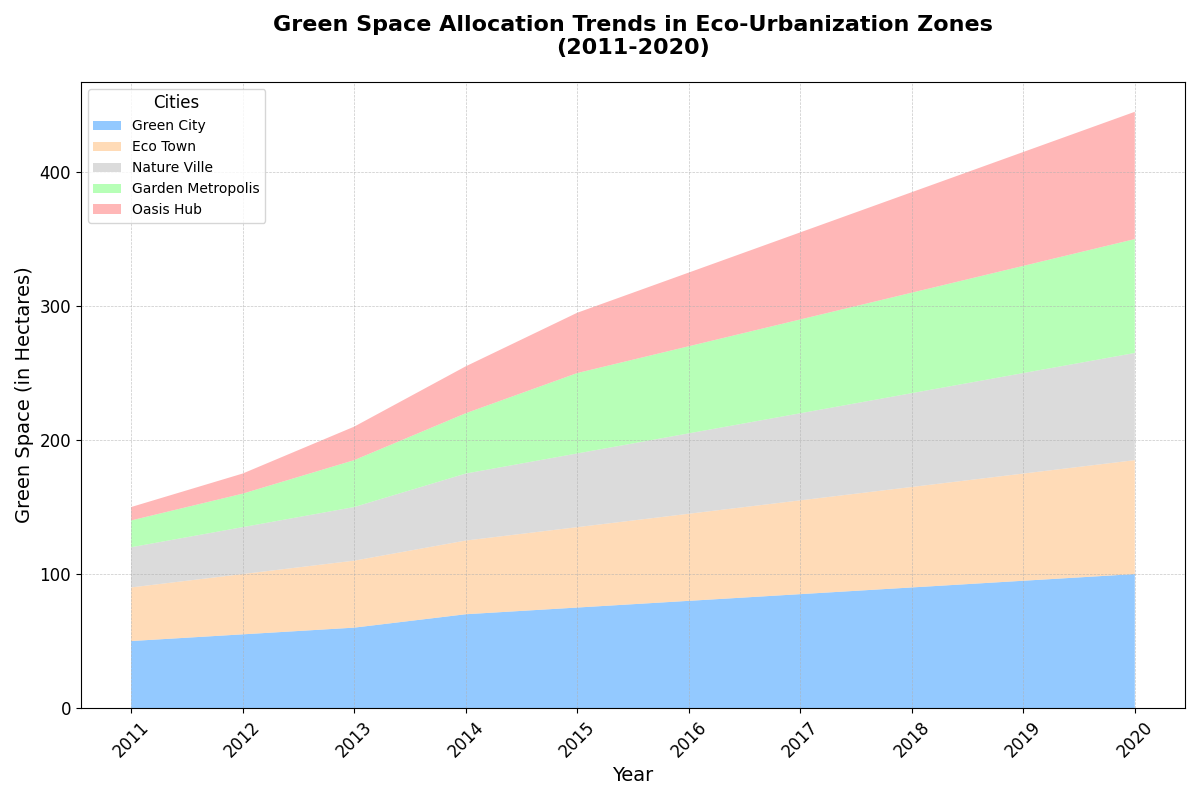 Green Space Allocation Trends in Eco-Urbanization Zones
(2011-2020)
Cities
Green City
Eco Town
Nature Ville
Garden Metropolis
Oasis Hub
Green Space (in Hectares)
400
300
200
100
0
2011
2012
2013
2014
2015
2016
2017
2018
2019
2020
Year